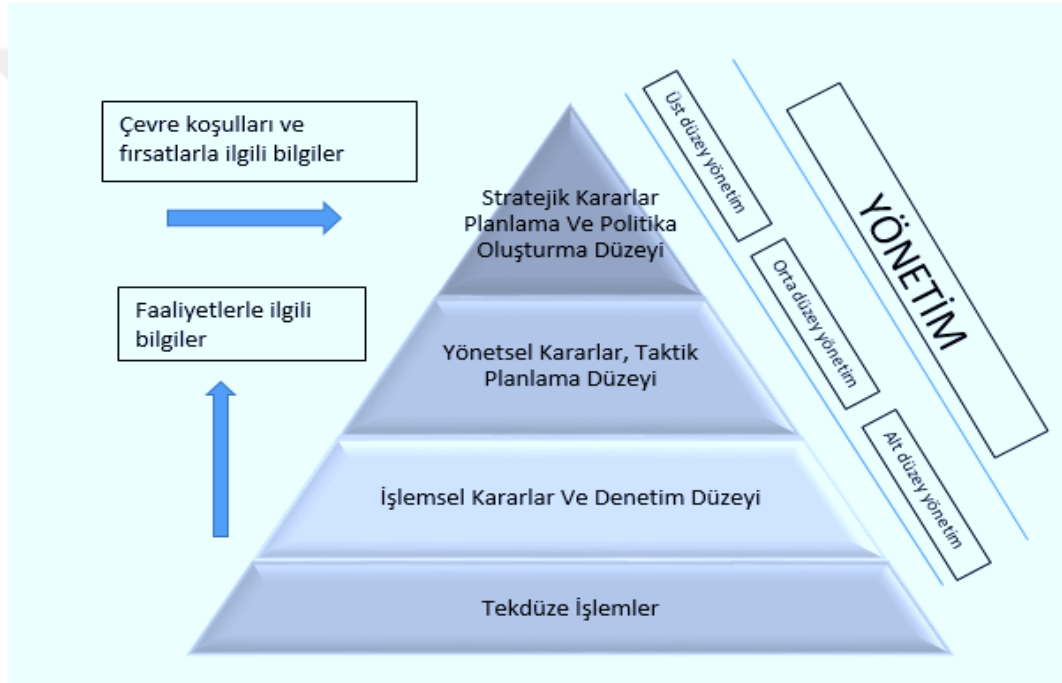 Çevre koşulları ve
fırsatlarla ilgili bilgiler
Faaliyetlerle ilgili
bilgiler
Stratejik Kararlar
Planlama Ve Politika
Oluşturma Düzeyi
Yönetsel Kararlar, Taktik
Planlama Düzeyi
İşlemsel Kararlar Ve Denetim Düzeyi
Tekdüze İşlemler
Üst düzey yönetim
Orta düzey yönetim
Alt düzey yönetim
YÖNETİM